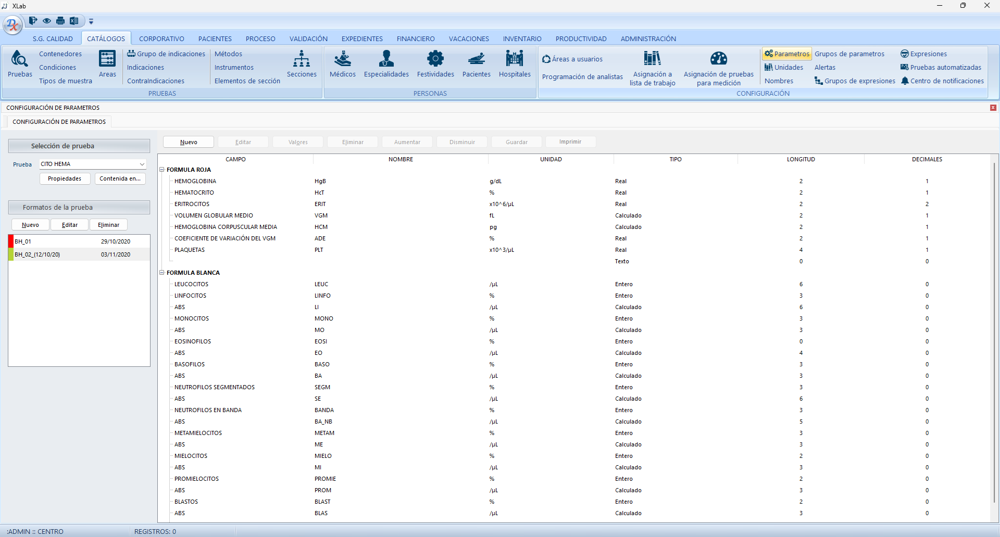 XLab
S.G. CALIDAD CATÁLOGOS CORPORATIVO PACIENTES PROCESO VALIDACIÓN EXPEDIENTES FINANCIERO VACACIONES INVENTARIO PRODUCTIVIDAD ADMINISTRACIÓN
Pruebas
Contenedores
Condiciones
Tipos de muestra
Areas
Grupo de indicaciones
Indicaciones
ContraIndicaciones
Métodos
Instrumentos
Elementos de sección
Secciones
PRUEBAS
Médicos Especialidades Festividades Pacientes Hospitales
PERSONAS
Áreas a usuarios
Programación de analistas
Asignación a
lista de trabajo
Asignación de pruebas
para medición
Parametros
Unidades
Nombres
Grupos de parametros
Alertas
Grupos de expresiones
Expresiones
Pruebas automatizadas
Centro de notificaciones
CONFIGURACIÓN
CONFIGURACIÓN DE PARAMETROS
CONFIGURACIÓN DE PARAMETROS
Selección de prueba
Prueba CITO HEMA
Propiedades Contenida en...
Formatos de la prueba
Nuevo Editar Eliminar
BH_01 29/10/2020
BH_02_(12/10/20) 03/11/2020
Nuevo Editar Valores Eliminar Aumentar Disminuir Guardar Imprimir
CAMPO NOMBRE UNIDAD TIPO LONGITUD DECIMALES
FORMULA ROJA
HEMOGLOBINA HgB g/dL Real 2 1
HEMATOCRITO HcT % Real 2 1
ERITROCITOS ERIT x10^6/µL Real 2 2
VOLUMEN GLOBULAR MEDIO VGM fL Calculado 2 1
HEMOGLOBINA CORPUSCULAR MEDIA HCM pg Calculado 2 1
COEFICIENTE DE VARIACIÓN DEL VGM ADE % Real 2 1
PLAQUETAS PLT x10^3/µL Real 4 1
Texto 0 0
FORMULA BLANCA
LEUCOCITOS LEUC /µL Entero 6 0
LINFOCITOS LINFO % Entero 3 0
ABS LI /µL Calculado 6 0
MONOCITOS MONO % Entero 3 0
ABS MO /µL Calculado 3 0
EOSINOFILOS EOSI % Entero 0 0
ABS EO /µL Calculado 4 0
BASOFILOS BASO % Entero 3 0
ABS BA /µL Calculado 3 0
NEUTROFILOS SEGMENTADOS SEGM % Entero 3 0
ABS SE /µL Calculado 6 0
NEUTROFILOS EN BANDA BANDA % Entero 3 0
ABS BA_NB /µL Calculado 5 0
METAMIELOCITOS METAM % Entero 3 0
ABS ME /µL Calculado 3 0
MIELOCITOS MIELO % Entero 2 0
ABS MI /µL Calculado 3 0
PROMIELOCITOS PROMIE % Entero 2 0
ABS PROM /µL Calculado 3 0
BLASTOS BLAST % Entero 2 0
ABS BLAS /µL Calculado 3 0
:ADMIN :: CENTRO REGISTROS: 0